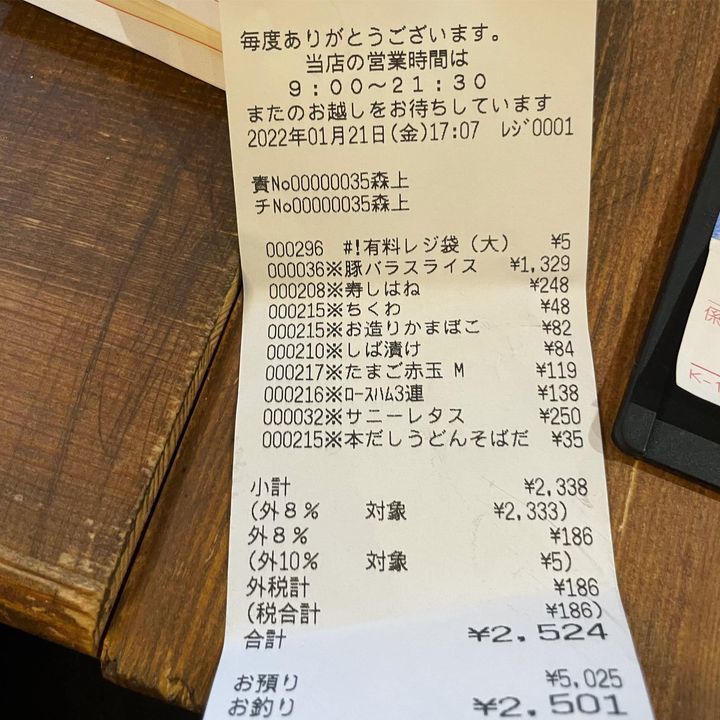 毎度ありがとうございます。
当店の営業時間は
9:00~21:30
またのお越しをお待ちしています
2022年01月21日(金)17:07 ﾚｼﾞ0001
責No00000035森上
チNo00000035森上
000296 #!有料レジ袋(大) ¥5
000036※豚バラスライス ¥1,329
000208※寿しはね ¥248
000215※ちくわ ¥48
000215※お造りかまぼこ ¥82
000210※しば漬け ¥84
000217※たまご赤玉 M ¥119
000216※ﾛｰｽﾊﾑ3連 ¥138
000032※サニーレタス ¥250
000215※本だしうどんそばだ ¥35
小計 ¥2,338
(外8% 対象 ¥2,333)
外8% ¥186
(外10% 対象 ¥5)
外税計 ¥186
(税合計 ¥186)
合計 ¥2,524
お預り ¥5,025
お釣り ¥2,501